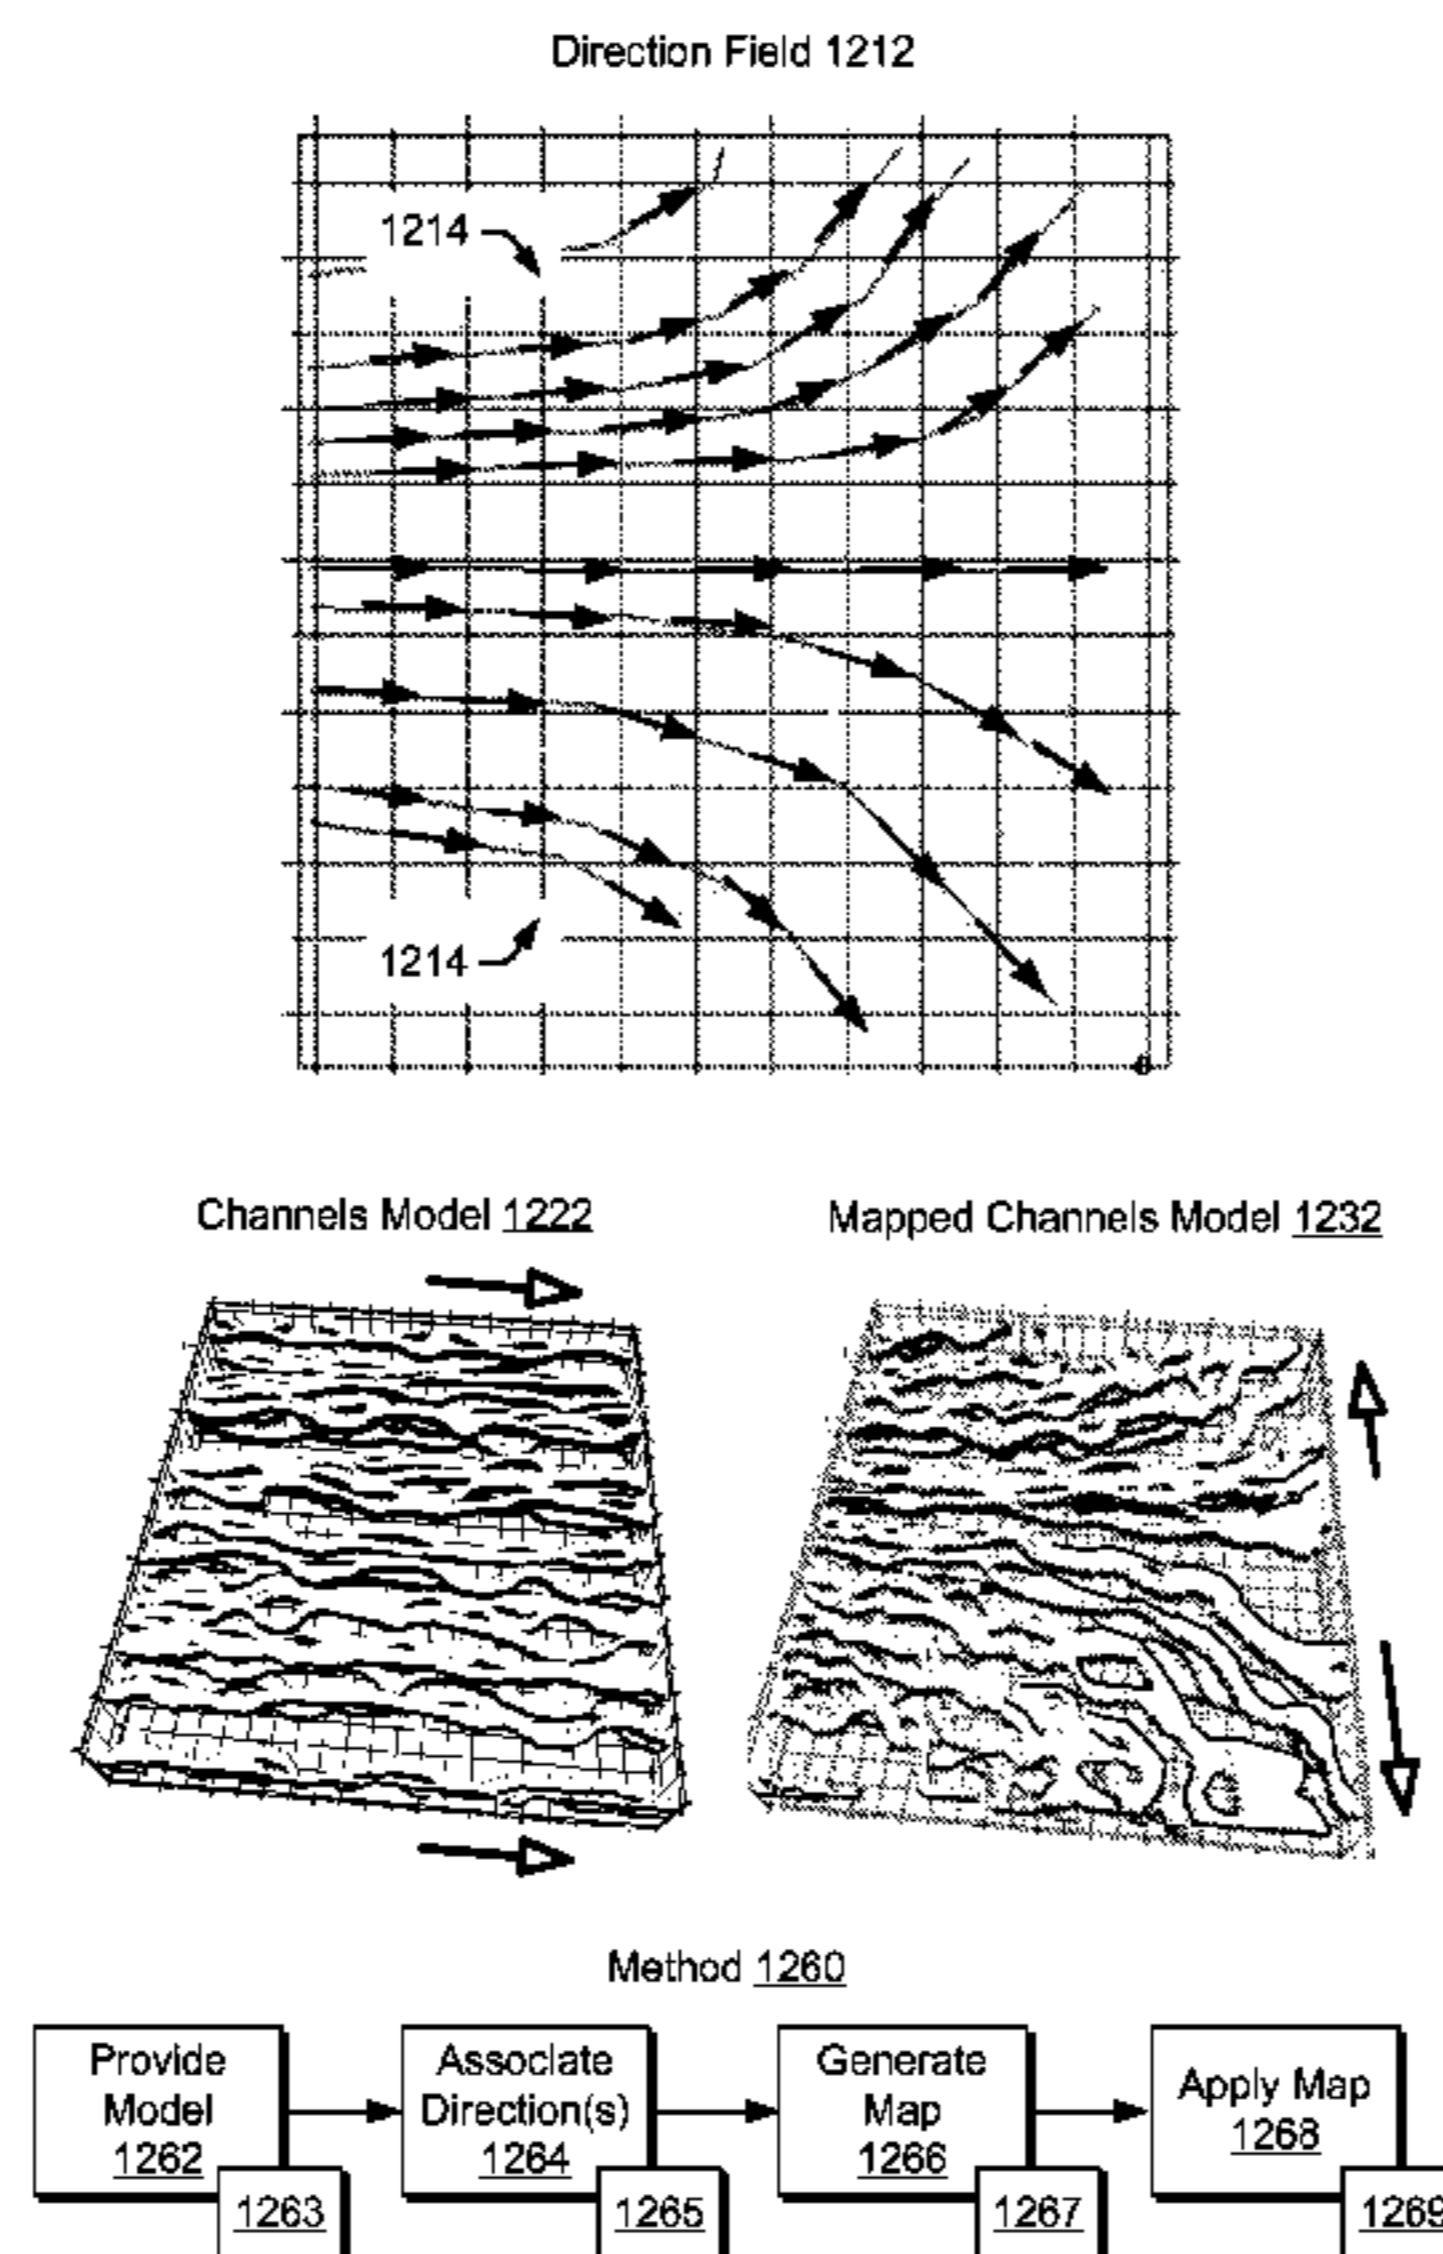 Direction Field 1212
1214
1214
Channels Model 1222
Mapped Channels Model 1232
Method 1260
Provide
Model
1262
1263
Associate
Direction(s)
1264
1265
Generate
Map
1266
1267
Apply Map
1268
1269